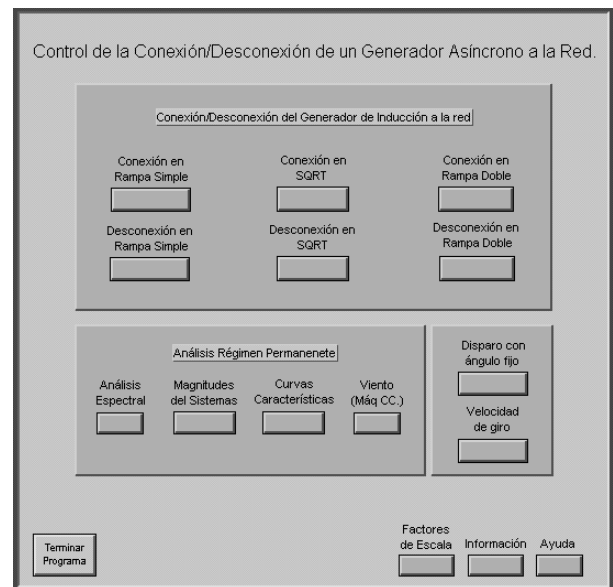 Control de la Conexión/Desconexión de un Generador Asíncrono a la Red.
Conexión/Desconexión del Generador de Inducción a la red
Conexión en
Rampa Simple
Conexión en
SQRT
Conexión en
Rampa Doble
Desconexión en
Rampa Simple
Desconexión en
SQRT
Desconexión en
Rampa Doble
Análisis Régimen Permanenete
Análisis
Espectral
Magnitudes
del Sistemas
Curvas
Características
Viento
(Máq CC.)
Disparo con
ángulo fijo
Velocidad
de giro
Terminar
Programa
Factores
de Escala
Información
Ayuda